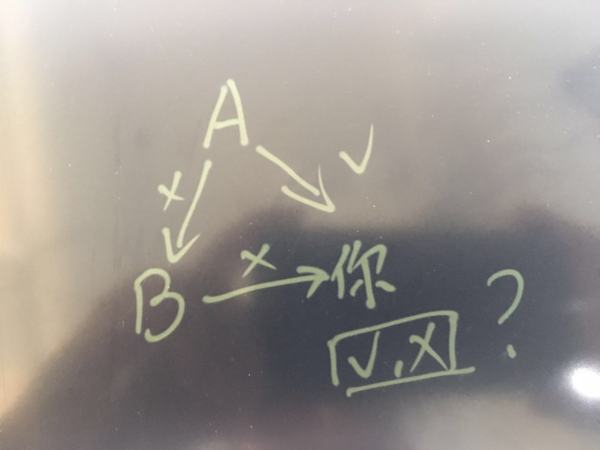 A
× ✓
B × 你
✓, × ?